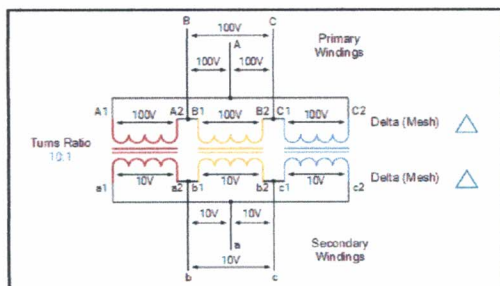 B C
100V
A
Primary
Windings
100V 100V
A1 A2 B1 B2 C1 C2
100V 100V 100V
Delta (Mesh)
Turns Ratio
10:1
10V 10V 10V
Delta (Mesh)
a1 a2 b1 b2 c1 c2
10V 10V
a
Secondary
Windings
10V
b c